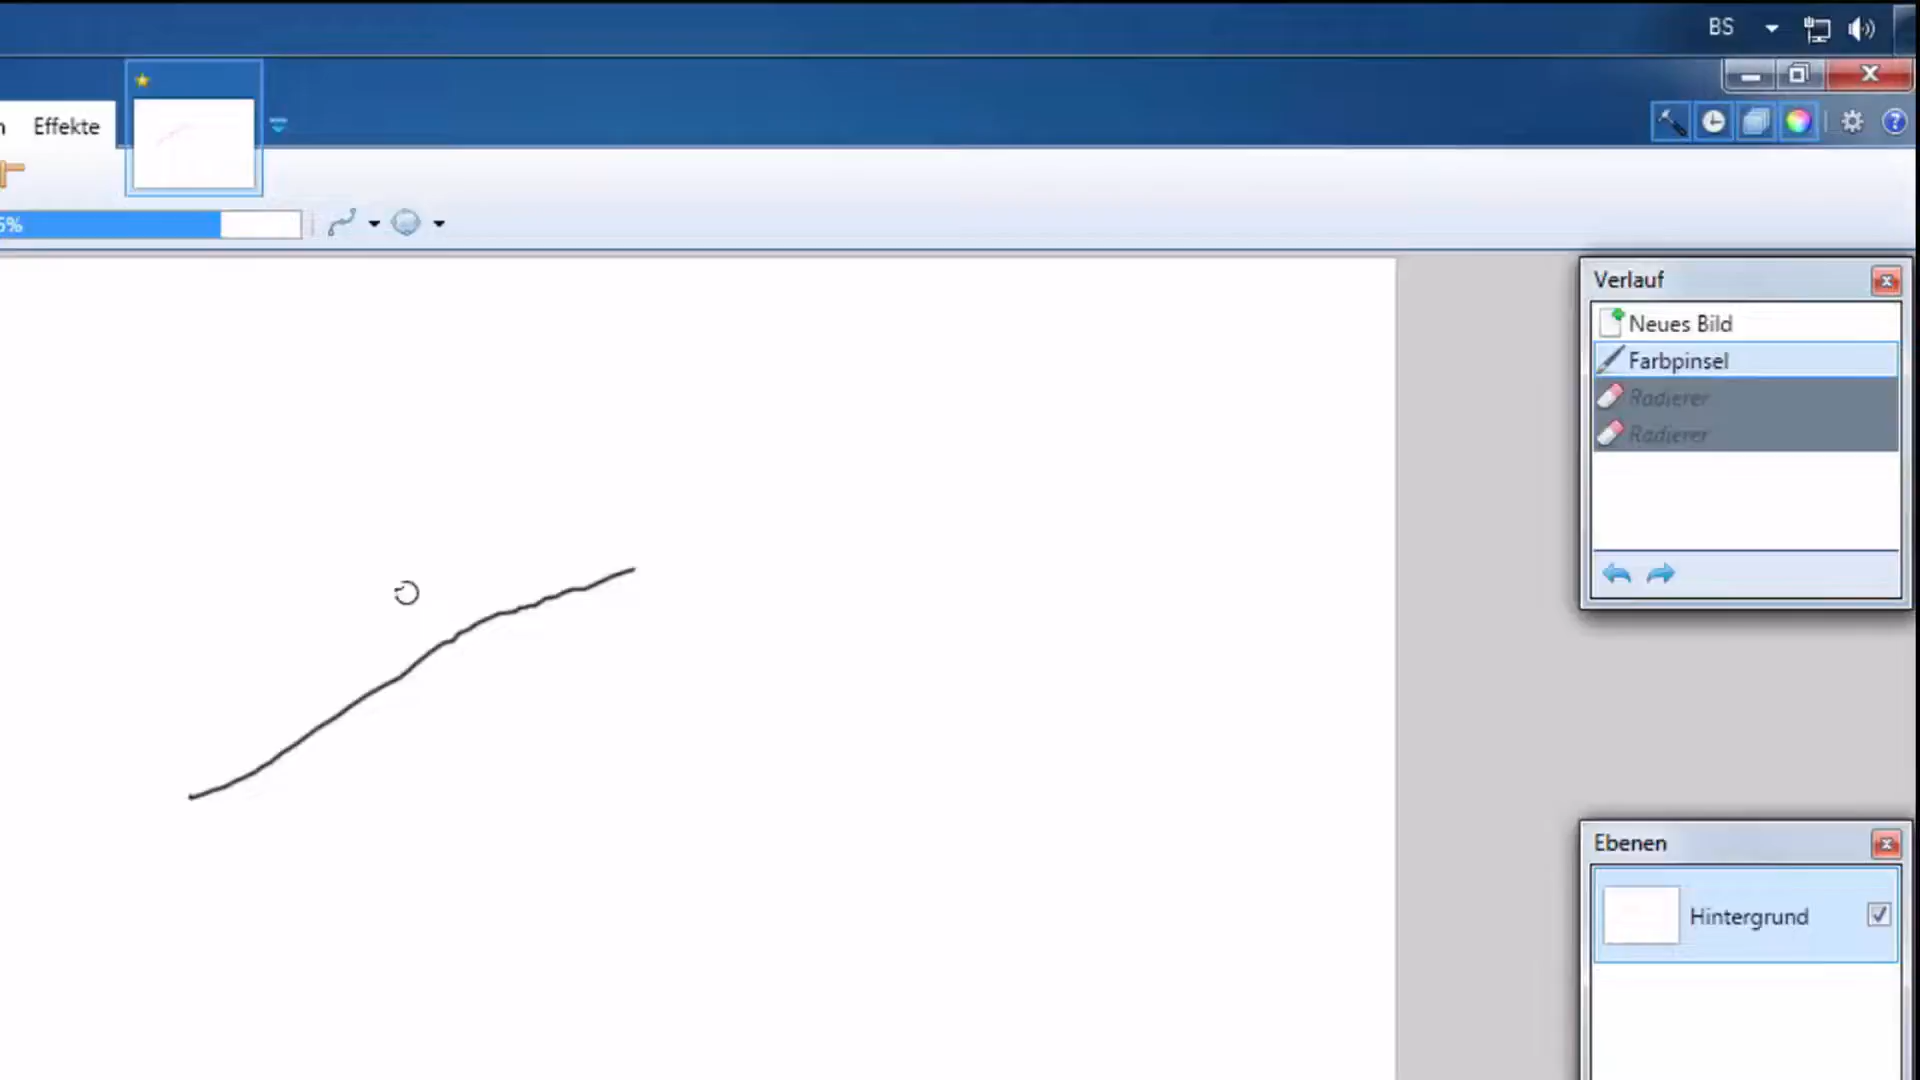 BS
Effekte
5%
Verlauf
Neues Bild
Farbpinsel
Radierer
Radierer
Ebenen
Hintergrund